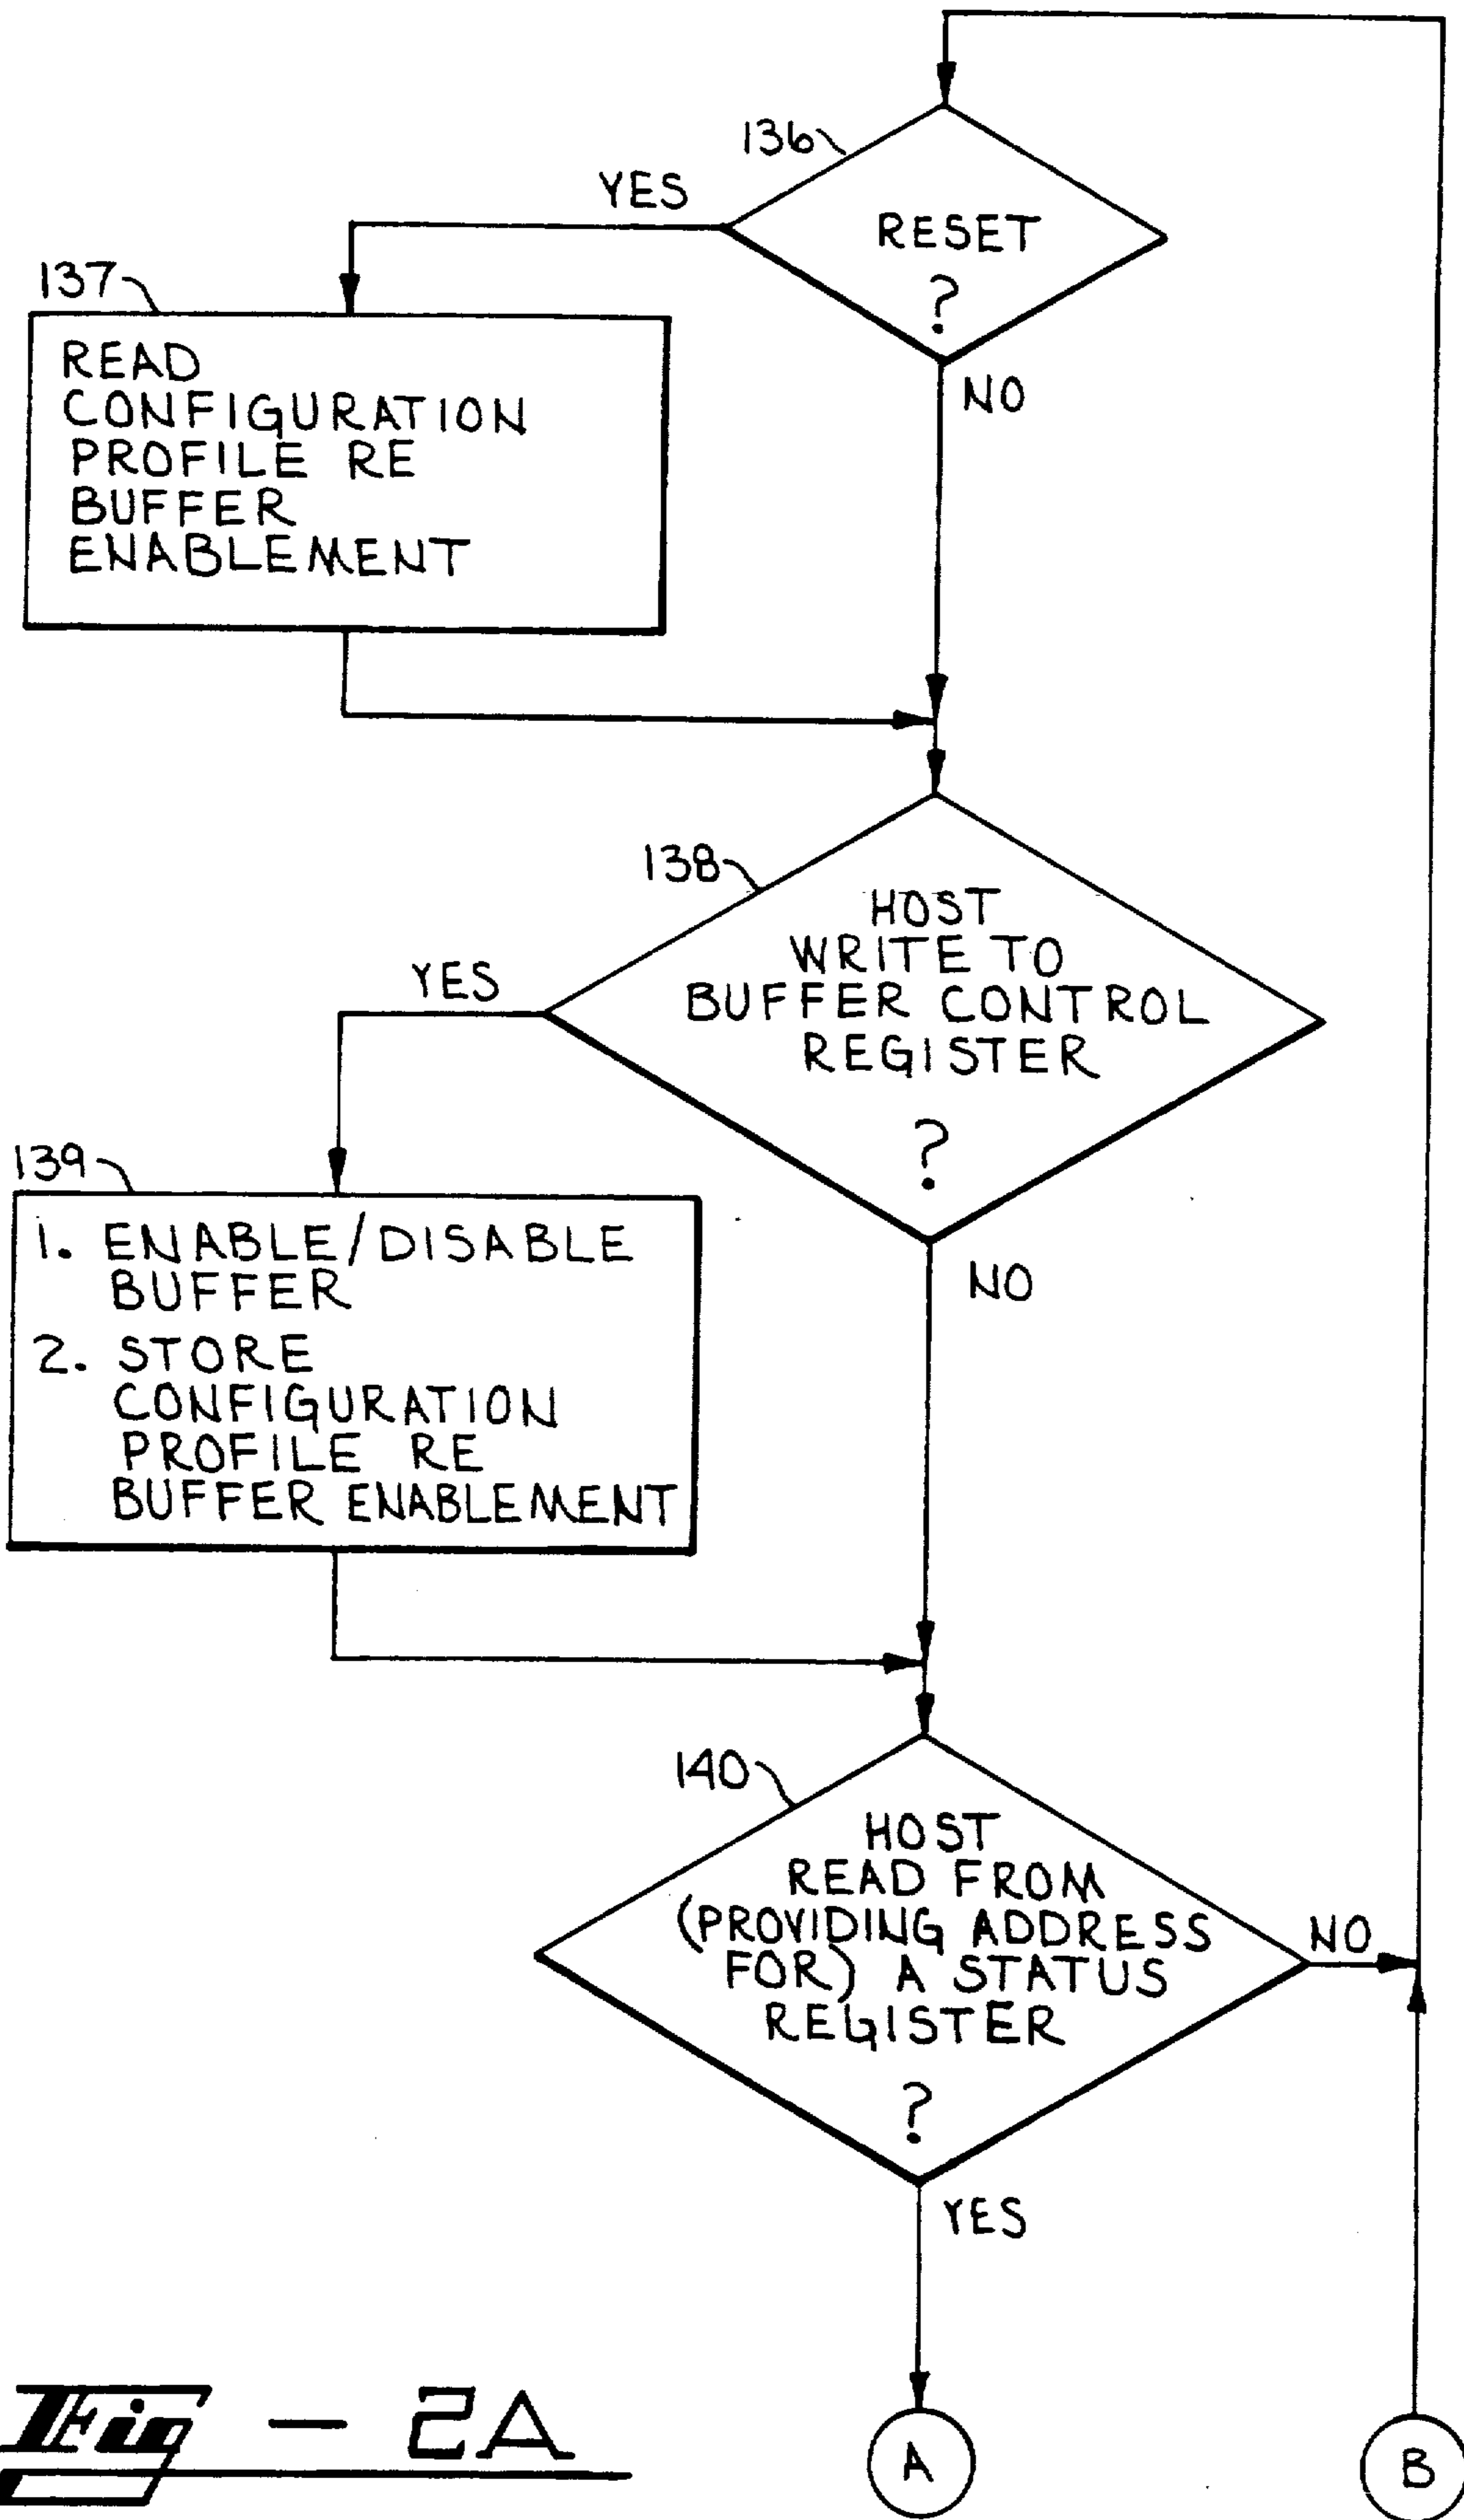 136
YES
RESET
?
137
NO
READ
CONFIGURATION
PROFILE RE
BUFFER
ENABLEMENT
138
HOST
WRITE TO
BUFFER CONTROL
REGISTER
?
YES
139
NO
1. ENABLE/DISABLE
BUFFER
2. STORE
CONFIGURATION
PROFILE RE
BUFFER ENABLEMENT
140
HOST
READ FROM
(PROVIDING ADDRESS
FOR) A STATUS
REGISTER
?
NO
YES
Fig - 2A
A
B